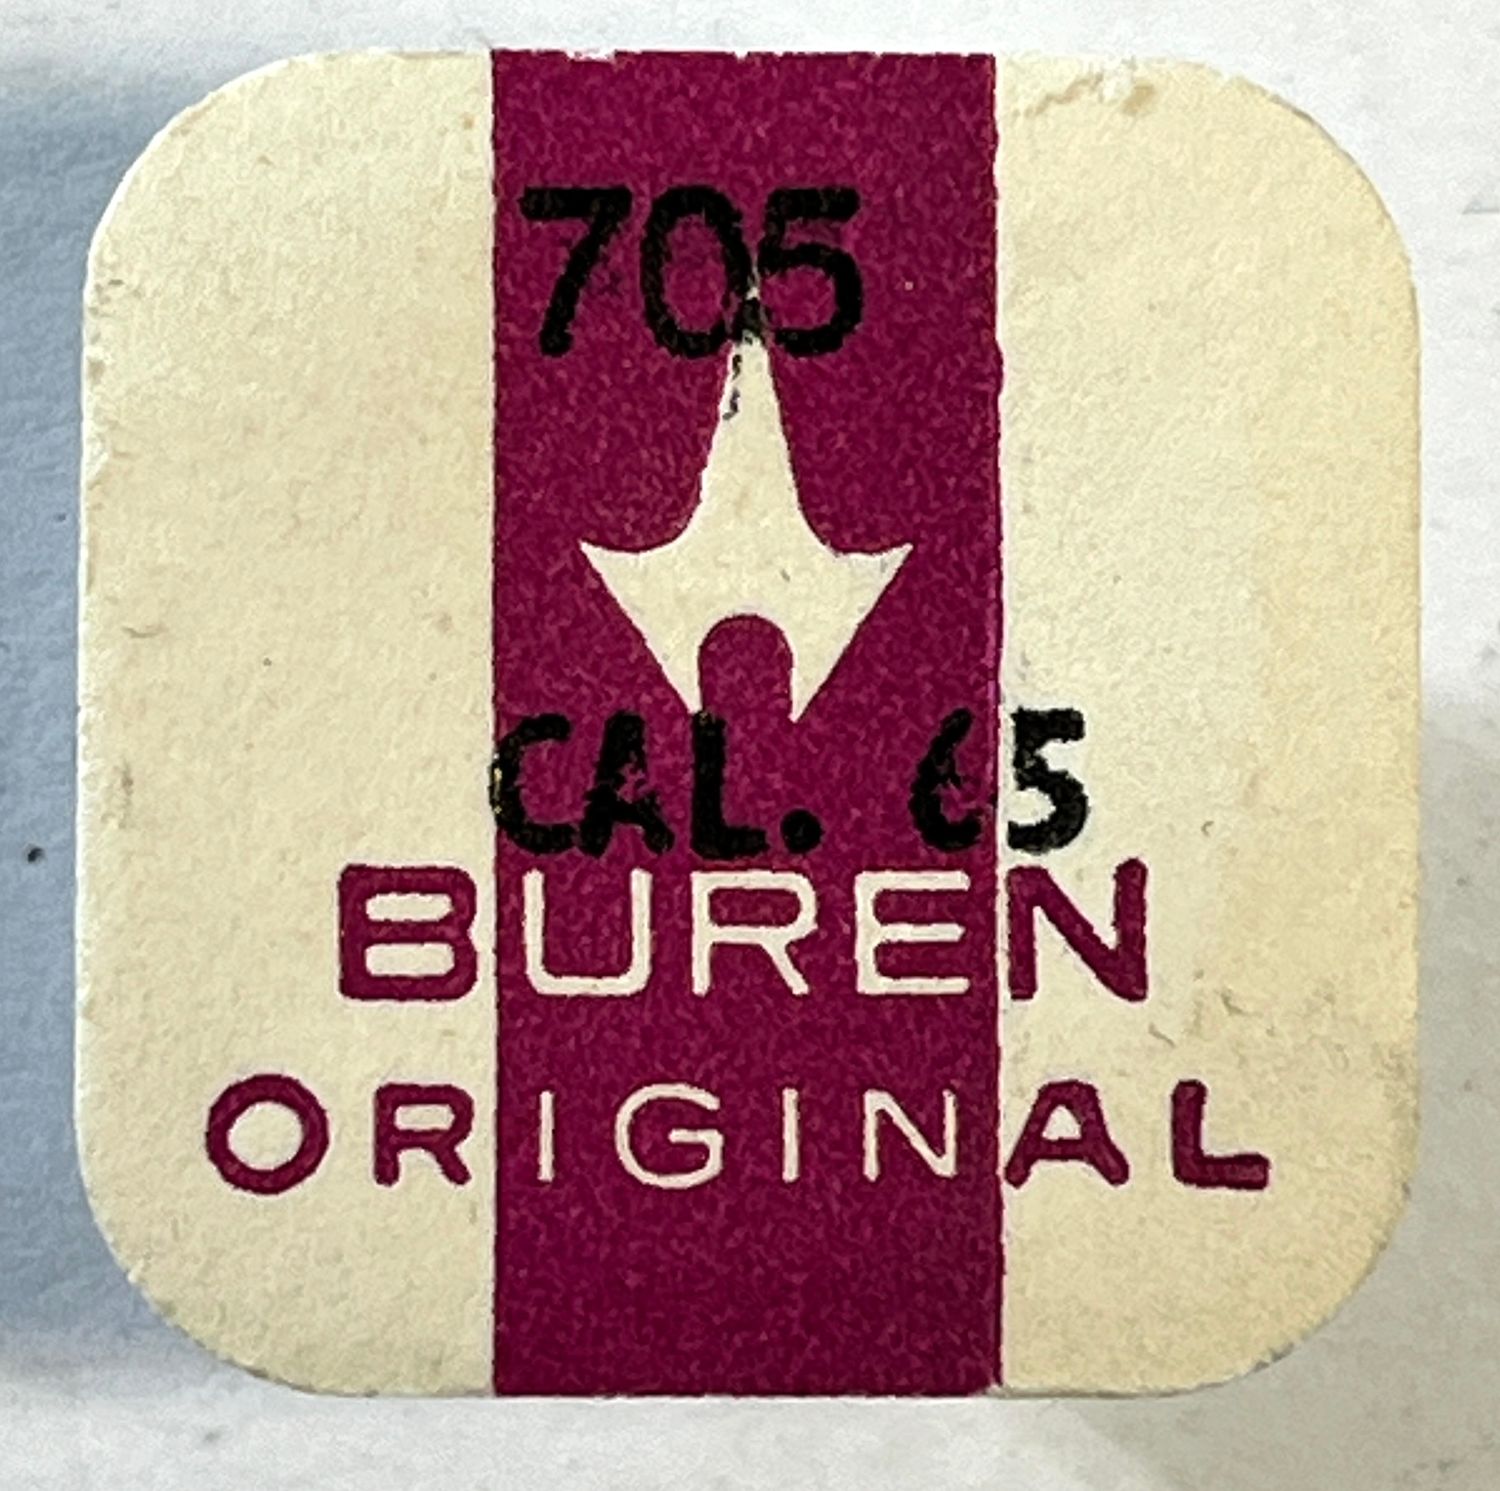 705
CAL. 65
BUREN
ORIGINAL